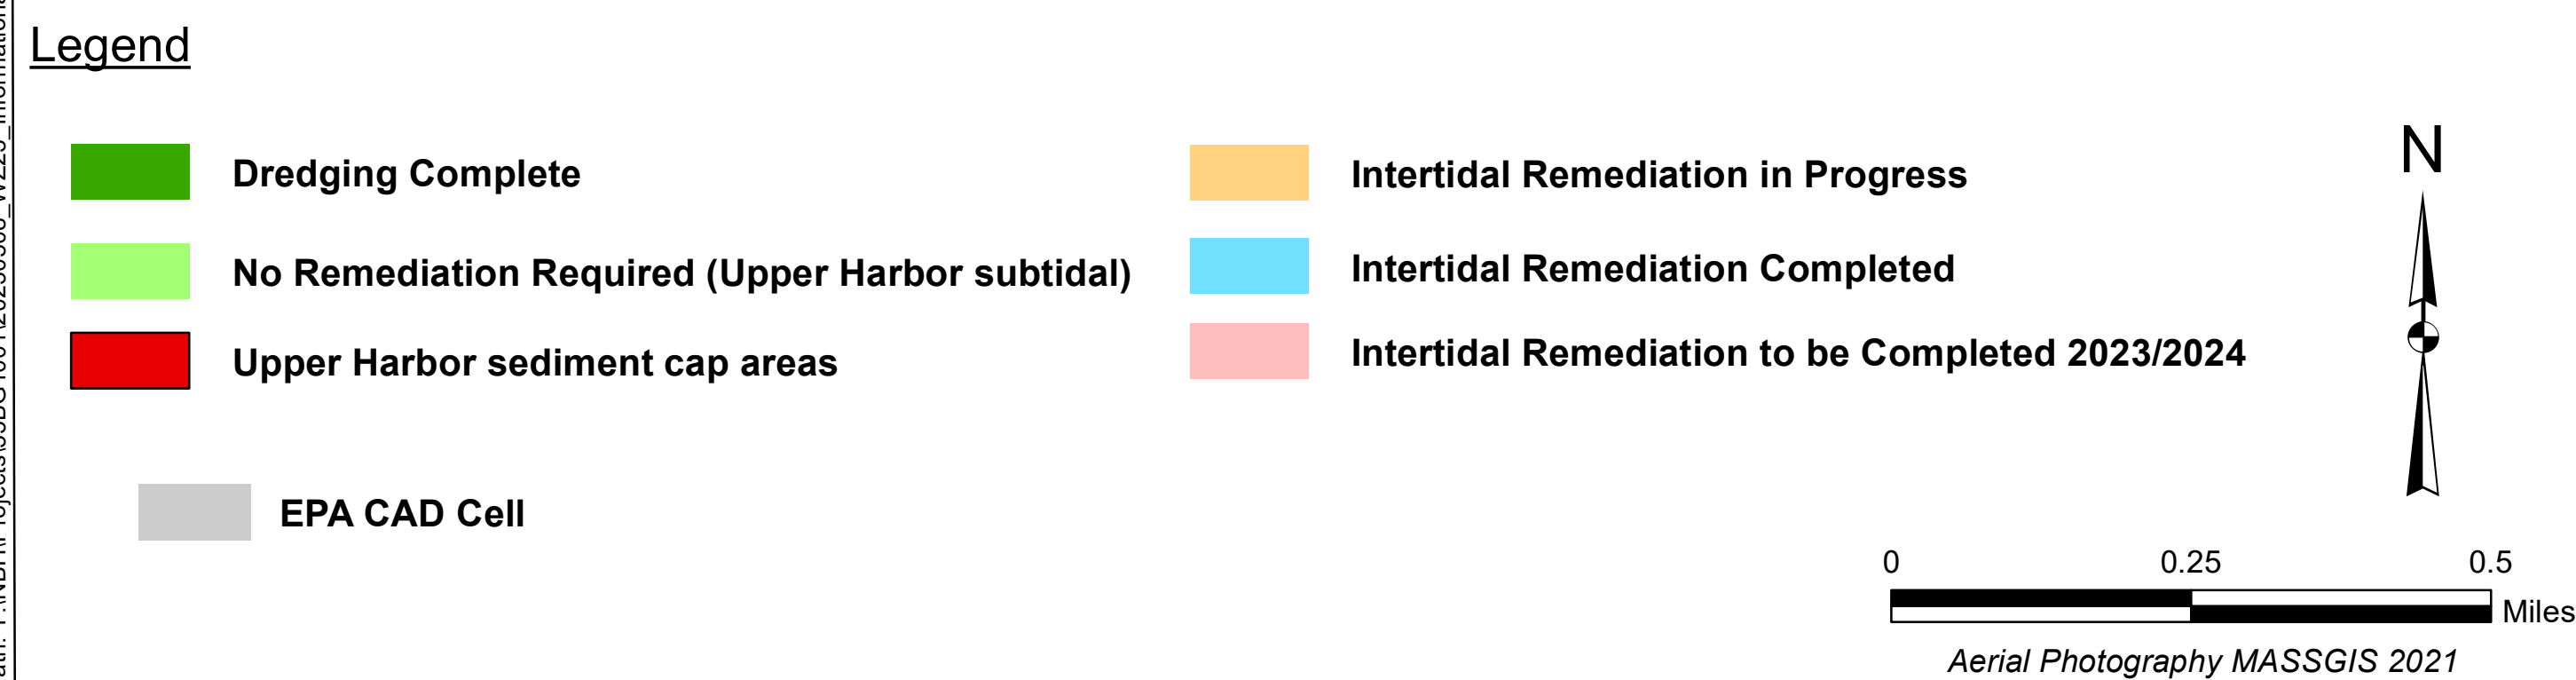 Legend
Dredging Complete
No Remediation Required (Upper Harbor subtidal)
Upper Harbor sediment cap areas
EPA CAD Cell
Intertidal Remediation in Progress
Intertidal Remediation Completed
Intertidal Remediation to be Completed 2023/2024
N
0 0.25 0.5
Miles
Aerial Photography MASSGIS 2021